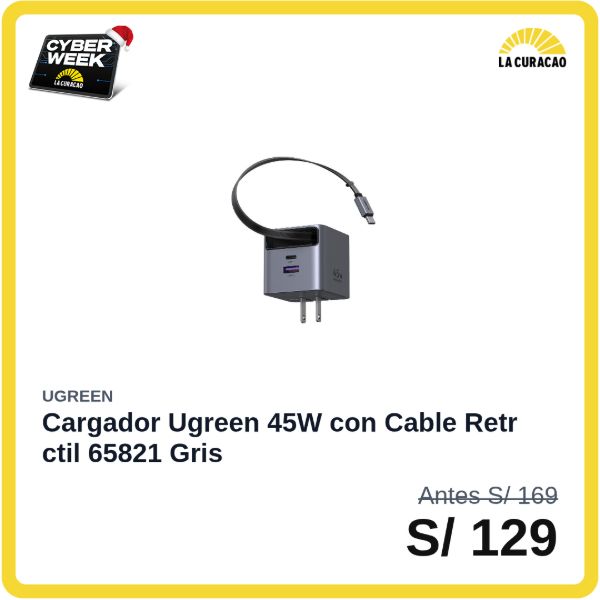 CYBER
WEEK
LA CURACAO
LA CURACAO
45W
UGREEN
Cargador Ugreen 45W con Cable Retr
ctil 65821 Gris
Antes S/ 169
S/ 129